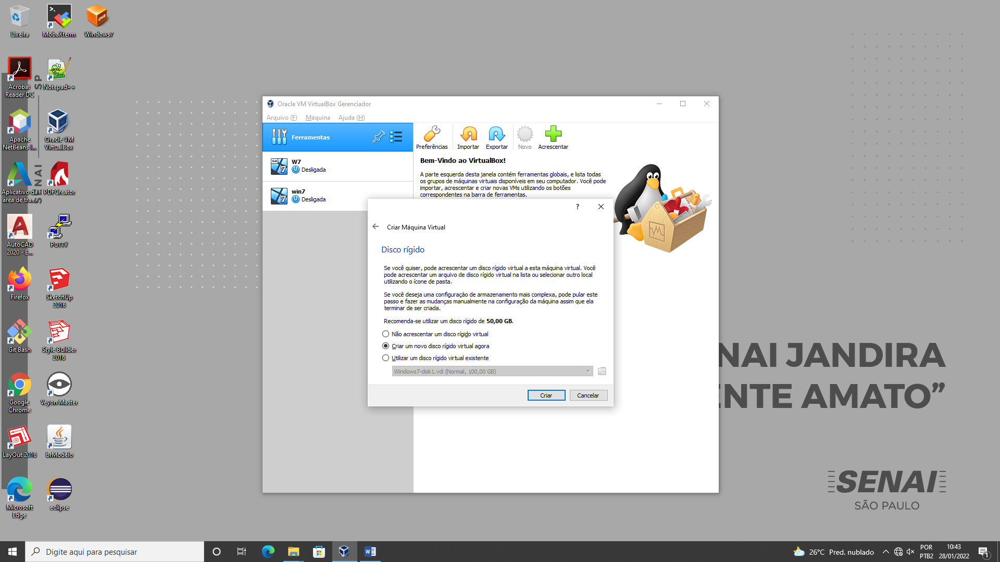 Lixeira
MobaXterm
Windows7
Acrobat
Reader DC
Notepad++
SENAI SP
Apache
NetBeans I...
Oracle VM
VirtualBox
Aplicativo da
área de tra...
PDFCreator
AutoCAD
2020 - E...
PuTTY
Firefox
SketchUp
2016
Git Bash
Style Builder
2016
Google
Chrome
Veyon Master
LayOut 2016
brModelo
Microsoft
Edge
eclipse
Oracle VM VirtualBox Gerenciador
Arquivo (F) Máquina Ajuda (H)
Ferramentas
W7
Desligada
win7
Desligada
Preferências Importar Exportar Novo Acrescentar
Bem-Vindo ao VirtualBox!
A parte esquerda desta janela contém ferramentas globais, e lista todas
os grupos de máquinas virtuais disponíveis em seu computador. Você pode
importar, acrescentar e criar novas VMs utilizando os botões
correspondentes na barra de ferramentas.
?
Criar Máquina Virtual
Disco rígido
Se você quiser, pode acrescentar um disco rígido virtual a esta máquina virtual. Você
pode acrescentar um arquivo de disco rígido virtual na lista ou selecionar outro local
utilizando o ícone de pasta.
Se você deseja uma configuraçào de armazenamento mais complexa, pode pular este
passo e fazer as mudanças manualmente na configuração da máquina assim que ela
terminar de ser criada.
Recomenda-se utilizar um disco rígido de 50,00 GB.
Não acrescentar um disco rígido virtual
Criar um novo disco rígido virtual agora
Utilizar um disco rígido virtual existente
Windows7-disk1.vdi (Normal, 100,00 GB)
Criar Cancelar
NAI JANDIRA
ENTE AMATO”
SENAI
SÃO PAULO
Digite aqui para pesquisar
26°C Pred. nublado
POR
PTB2
10:43
28/01/2022
1